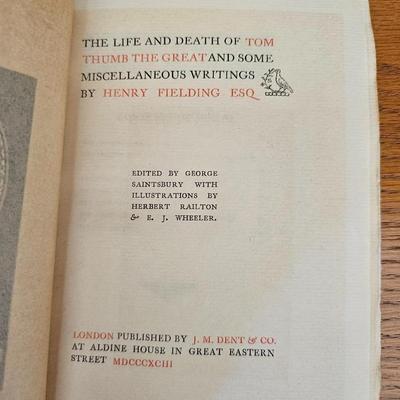 THE LIFE AND DEATH OF TOM
THUMB THE GREAT AND SOME
MISCELLANEOUS WRITINGS
BY HENRY FIELDING ESQ
EDITED BY GEORGE
SAINTSBURY WITH
ILLUSTRATIONS BY
HERBERT RAILTON
& E. J. WHEELER.
LONDON PUBLISHED BY J. M. DENT & CO.
AT ALDINE HOUSE IN GREAT EASTERN
STREET MDCCCXCIII